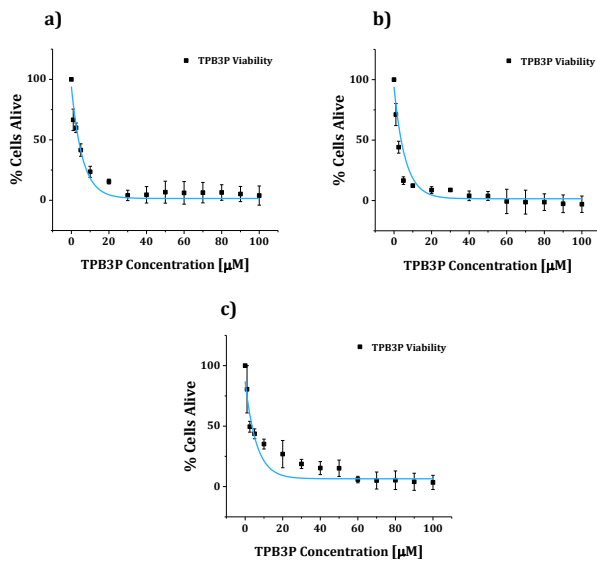 a)
TPB3P Viability
% Cells Alive
100
50
0
0 20 40 60 80 100
TPB3P Concentration [μM]
b)
TPB3P Viability
% Cells Alive
100
50
0
0 20 40 60 80 100
TPB3P Concentration [μM]
c)
TPB3P Viability
% Cells Alive
100
50
0
0 20 40 60 80 100
TPB3P Concentration [μM]